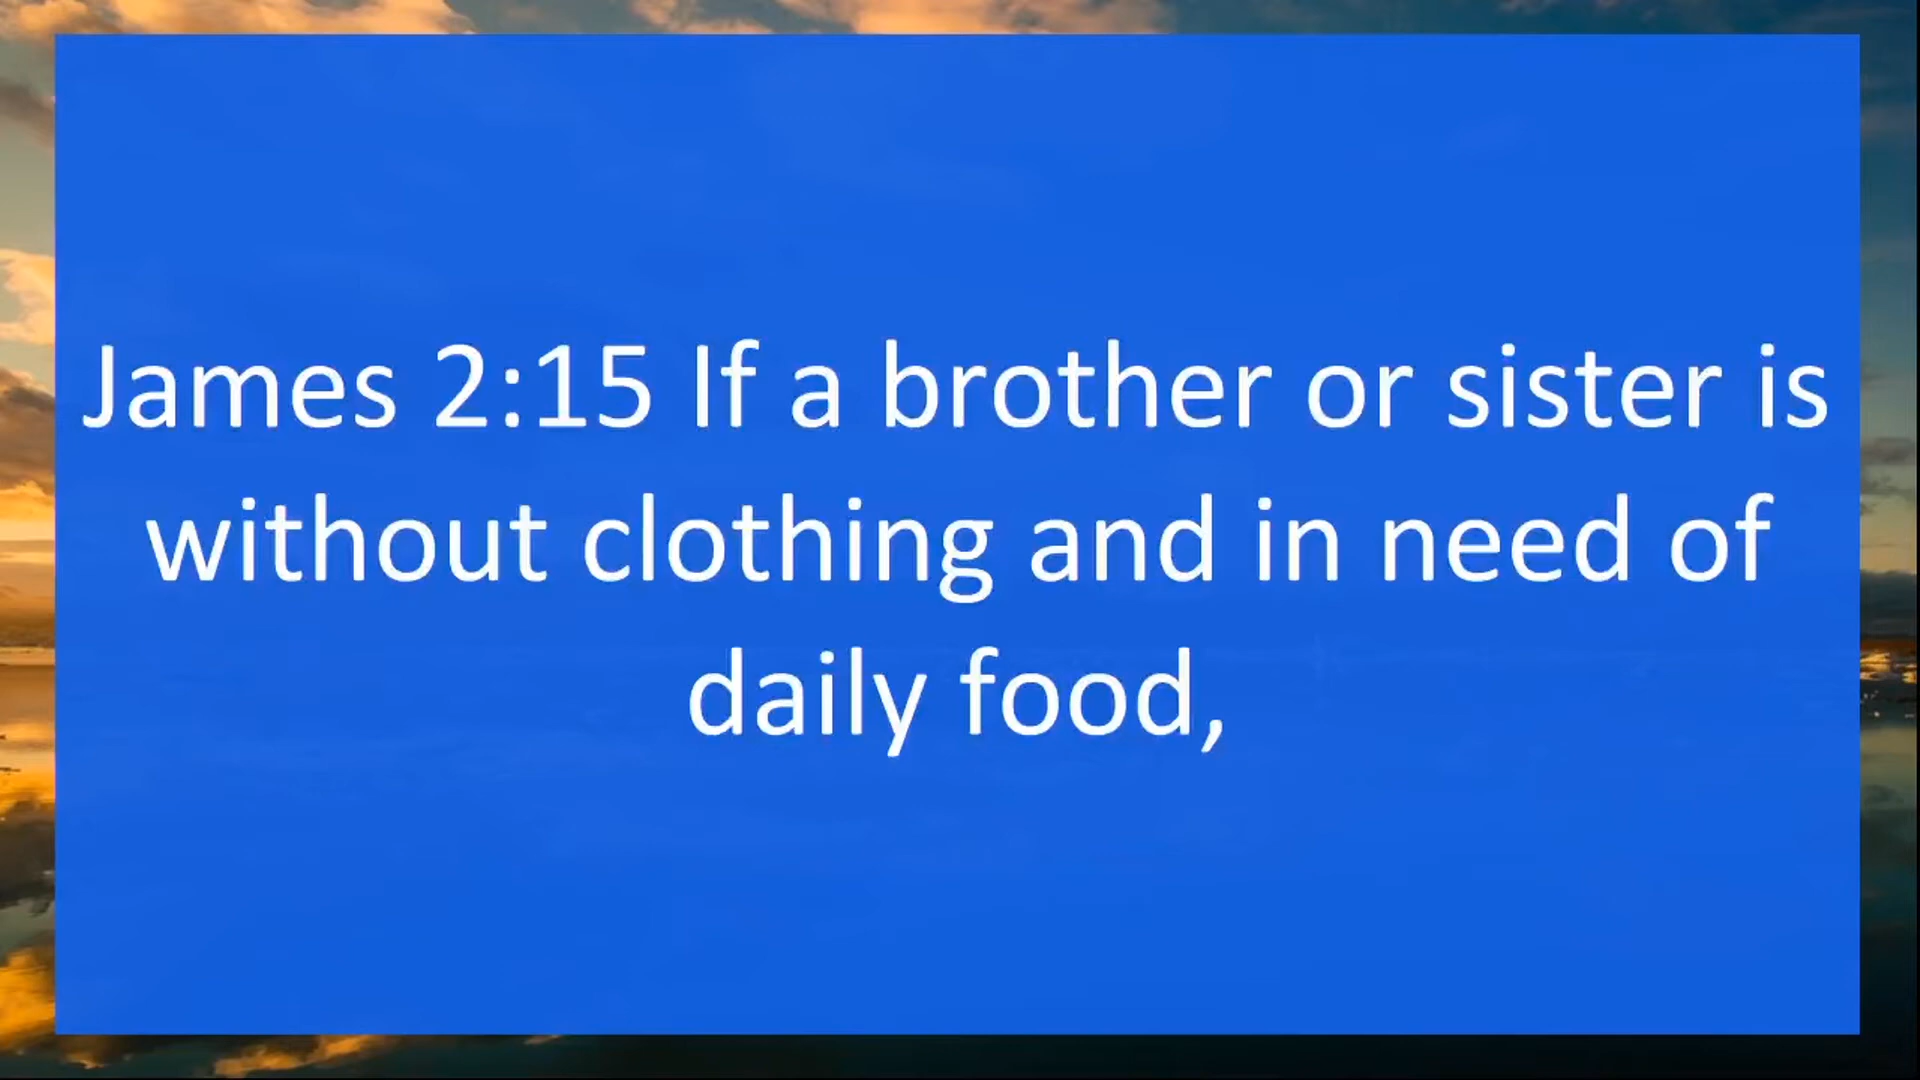 James 2:15 If a brother or sister is
without clothing and in need of
daily food,